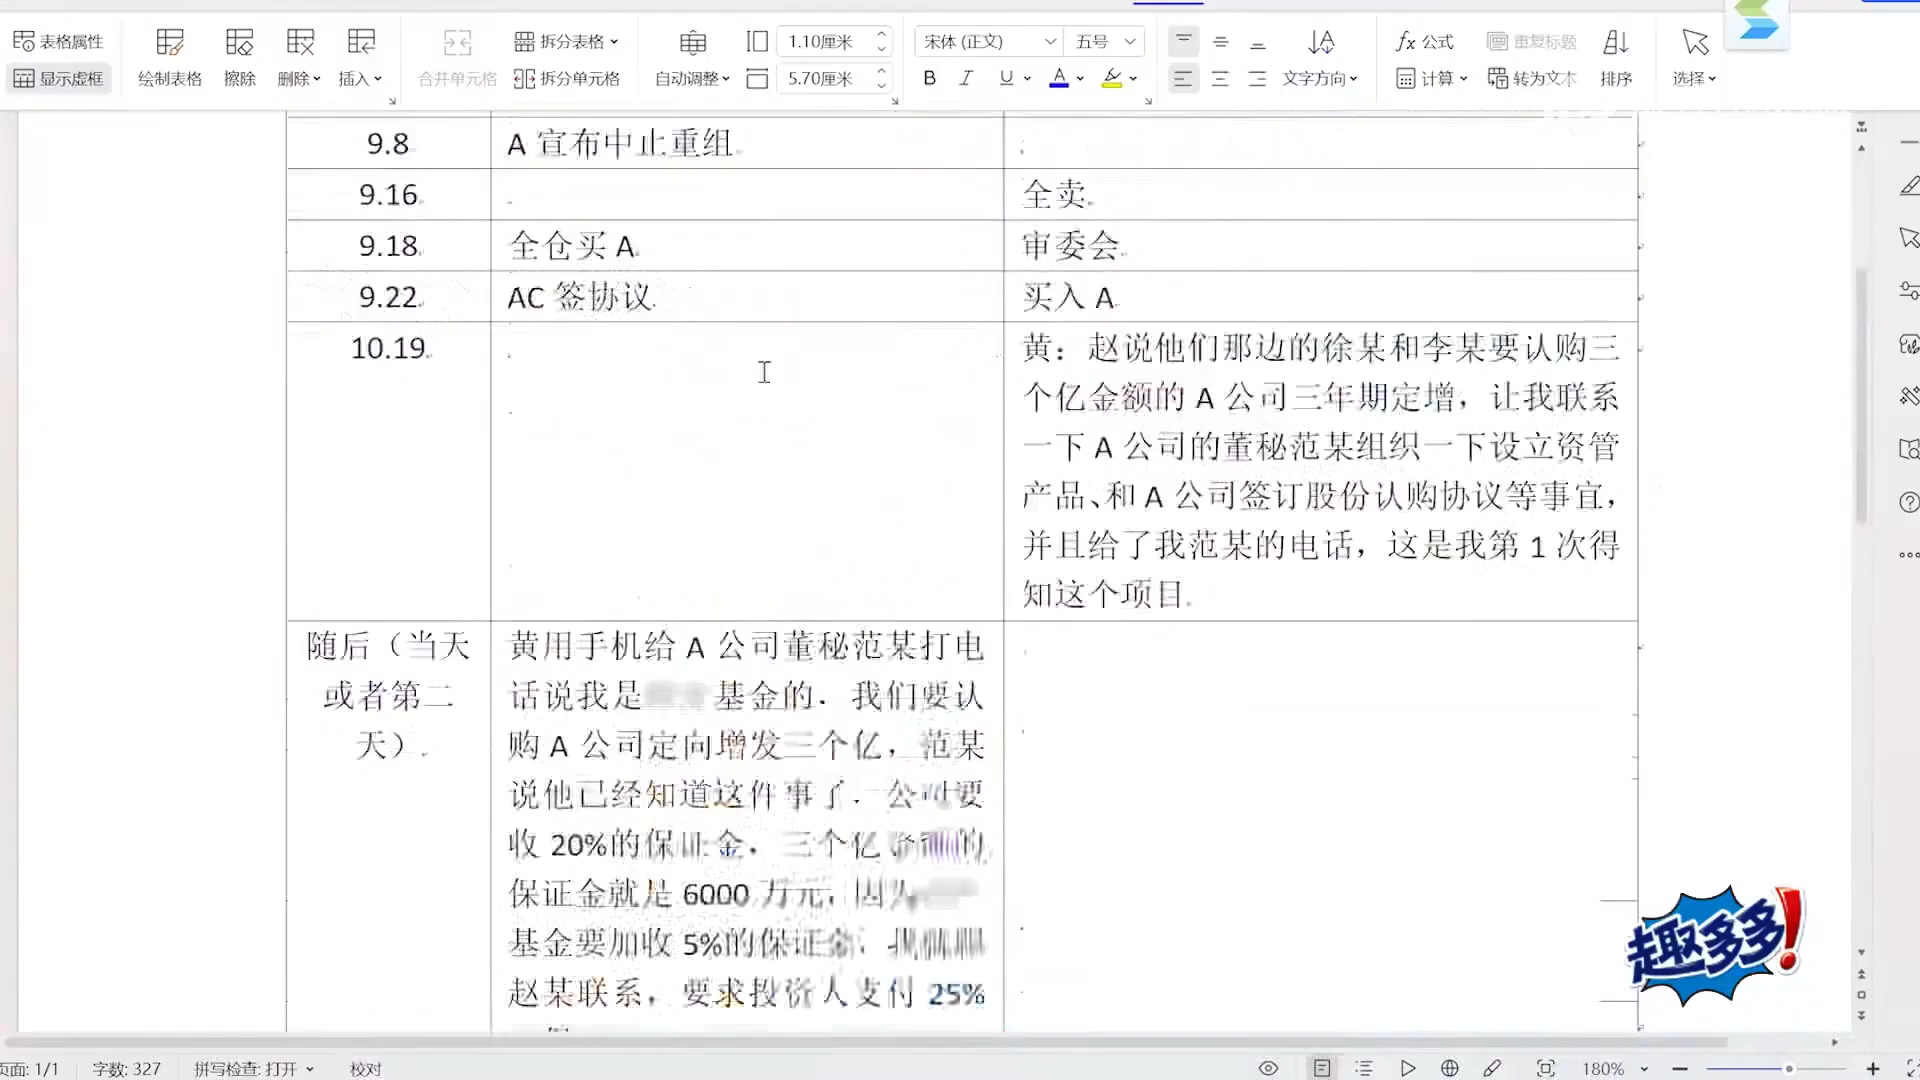 表格属性
绘制表格
擦除
删除
插入
合并单元格
拆分表格
拆分单元格
自动调整
1.10厘米
5.70厘米
宋体 (正文)
五号
B I U A
文字方向
fx 公式
计算
重复标题
转为文本
排序
选择
显示虚框
9.8
A 宣布中止重组
9.16
全卖
9.18
全仓买 A
审委会
9.22
AC 签协议
买入 A
10.19
黄：赵说他们那边的徐某和李某要认购三
个亿金额的 A 公司三年期定增，让我联系
一下 A 公司的董秘范某组织一下设立资管
产品、和 A 公司签订股份认购协议等事宜，
并且给了我范某的电话，这是我第 1 次得
知这个项目
随后（当天
或者第二
天）
黄用手机给 A 公司董秘范某打电
话说我是 基金的．我们要认
购 A 公司定向增发三个亿，范某
说他已经知道这件事了．公司要
收 20%的保证金，三个亿 的
保证金就是 6000 万元，因为
基金要加收 5%的保证金．
赵某联系，要求投资人支付 25%
趣多多!
页面: 1/1
字数: 327
拼写检查: 打开
校对
180%